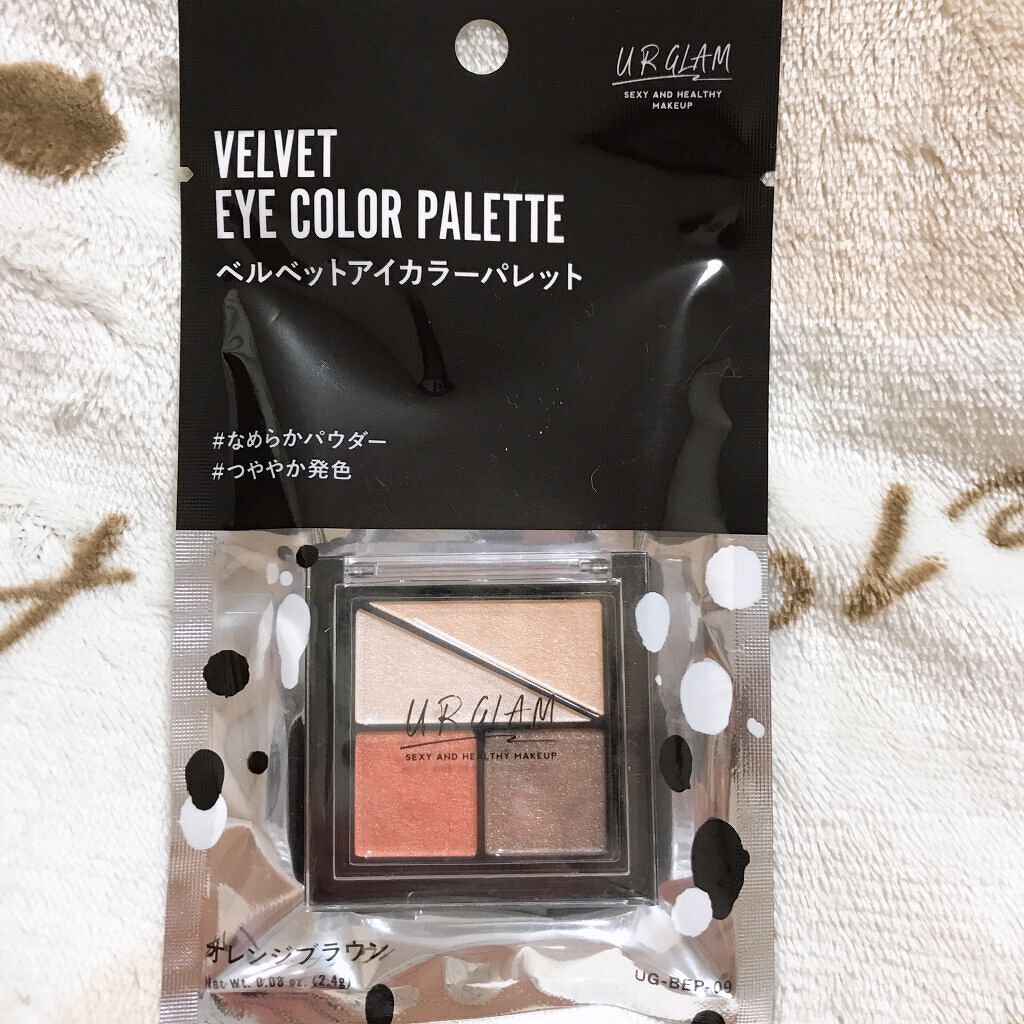 UR GLAM
SEXY AND HEALTHY
MAKEUP
VELVET
EYE COLOR PALETTE
ベルベットアイカラーパレット
#なめらかパウダー
#つややか発色
UR GLAM
SEXY AND HEALTHY MAKEUP
オレンジブラウン
Net Wt. 0.08 oz. (2.4g)
UG-BEP-09